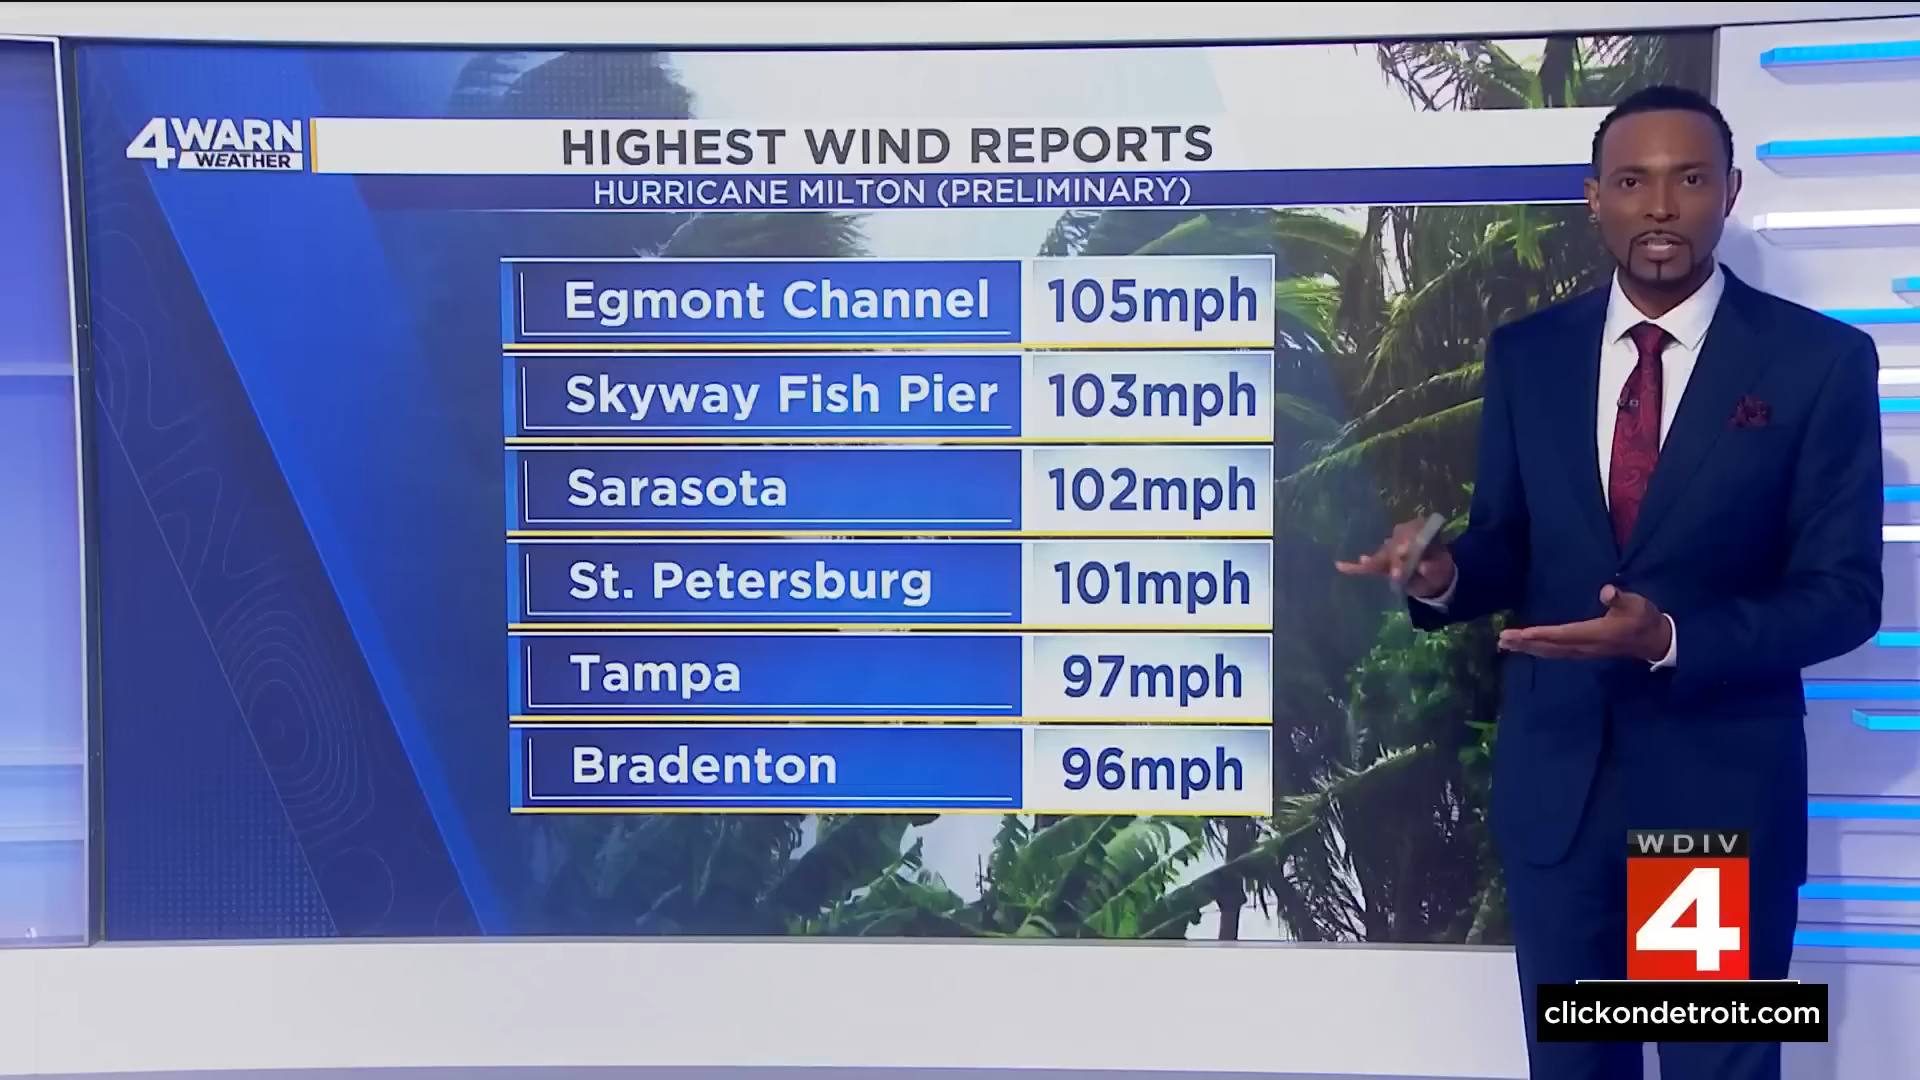 4WARN
WEATHER
HIGHEST WIND REPORTS
HURRICANE MILTON (PRELIMINARY)
Egmont Channel 105mph
Skyway Fish Pier 103mph
Sarasota 102mph
St. Petersburg 101mph
Tampa 97mph
Bradenton 96mph
WDIV
4
clickondetroit.com